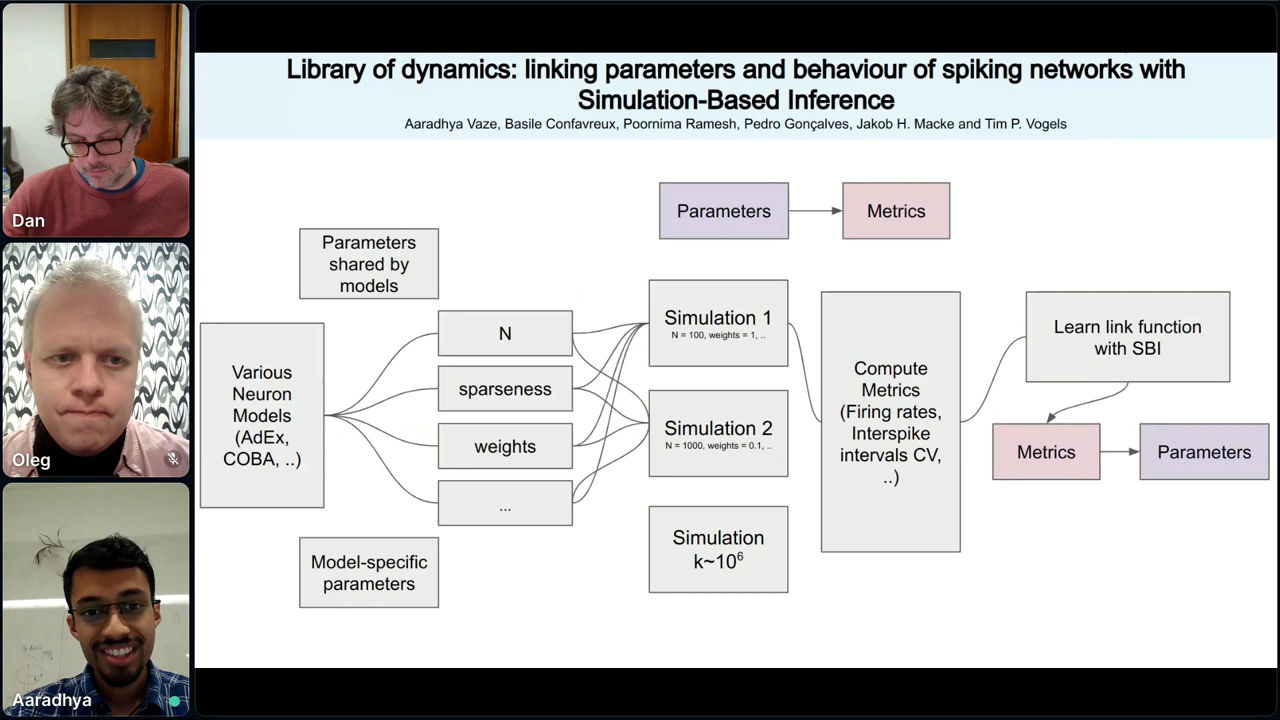 Library of dynamics: linking parameters and behaviour of spiking networks with
Simulation-Based Inference
Aaradhya Vaze, Basile Confavreux, Poornima Ramesh, Pedro Gonçalves, Jakob H. Macke and Tim P. Vogels
Parameters
Metrics
Parameters
shared by
models
Various
Neuron
Models
(AdEx,
COBA, ..)
N
sparseness
weights
...
Model-specific
parameters
Simulation 1
N = 100, weights = 1, ..
Simulation 2
N = 1000, weights = 0.1, ..
Simulation
k~10⁶
Compute
Metrics
(Firing rates,
Interspike
intervals CV,
..)
Learn link function
with SBI
Metrics
Parameters
Dan
Oleg
Aaradhya